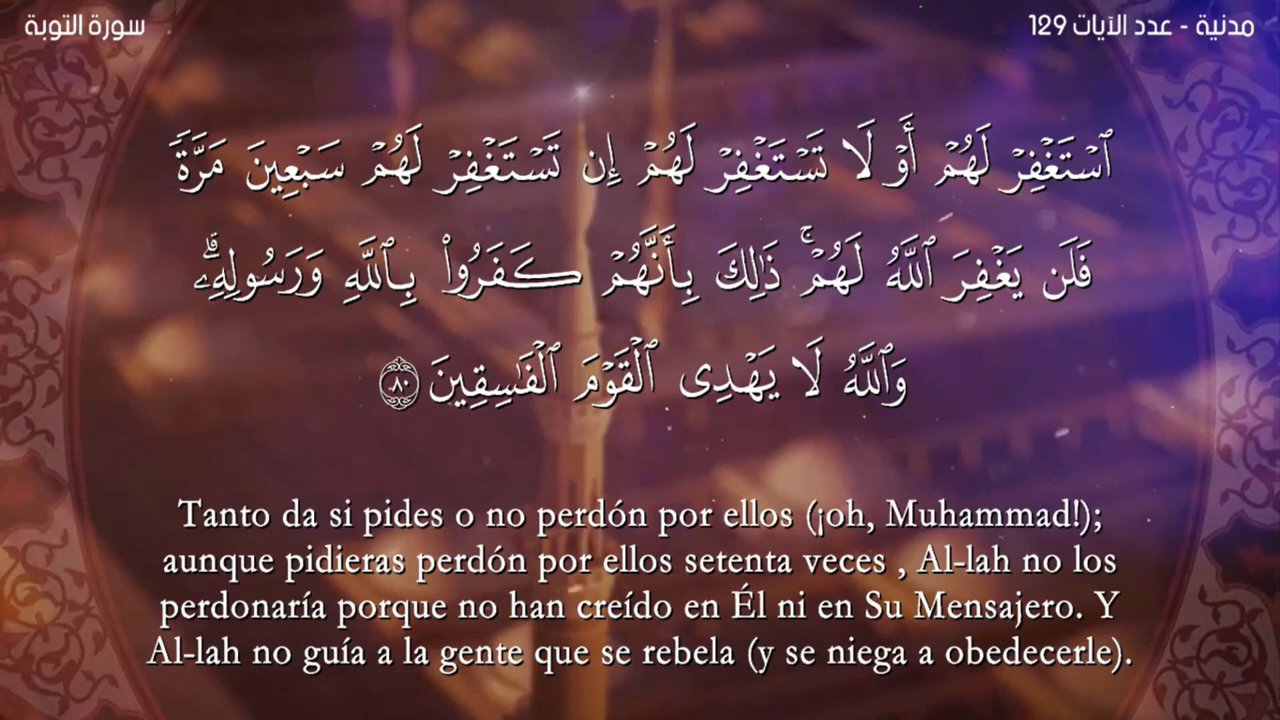 سورة التوبة
مدنية - عدد الآيات 129
ٱسۡتَغۡفِرۡ لَهُمۡ أَوۡ لَا تَسۡتَغۡفِرۡ لَهُمۡ إِن تَسۡتَغۡفِرۡ لَهُمۡ سَبۡعِينَ مَرَّةٗ
فَلَن يَغۡفِرَ ٱللَّهُ لَهُمۡۚ ذَٰلِكَ بِأَنَّهُمۡ كَفَرُواْ بِٱللَّهِ وَرَسُولِهِۦۗ
وَٱللَّهُ لَا يَهۡدِي ٱلۡقَوۡمَ ٱلۡفَٰسِقِينَ ٨٠
Tanto da si pides o no perdón por ellos (¡oh, Muhammad!);
aunque pidieras perdón por ellos setenta veces , Al-lah no los
perdonaría porque no han creído en Él ni en Su Mensajero. Y
Al-lah no guía a la gente que se rebela (y se niega a obedecerle).